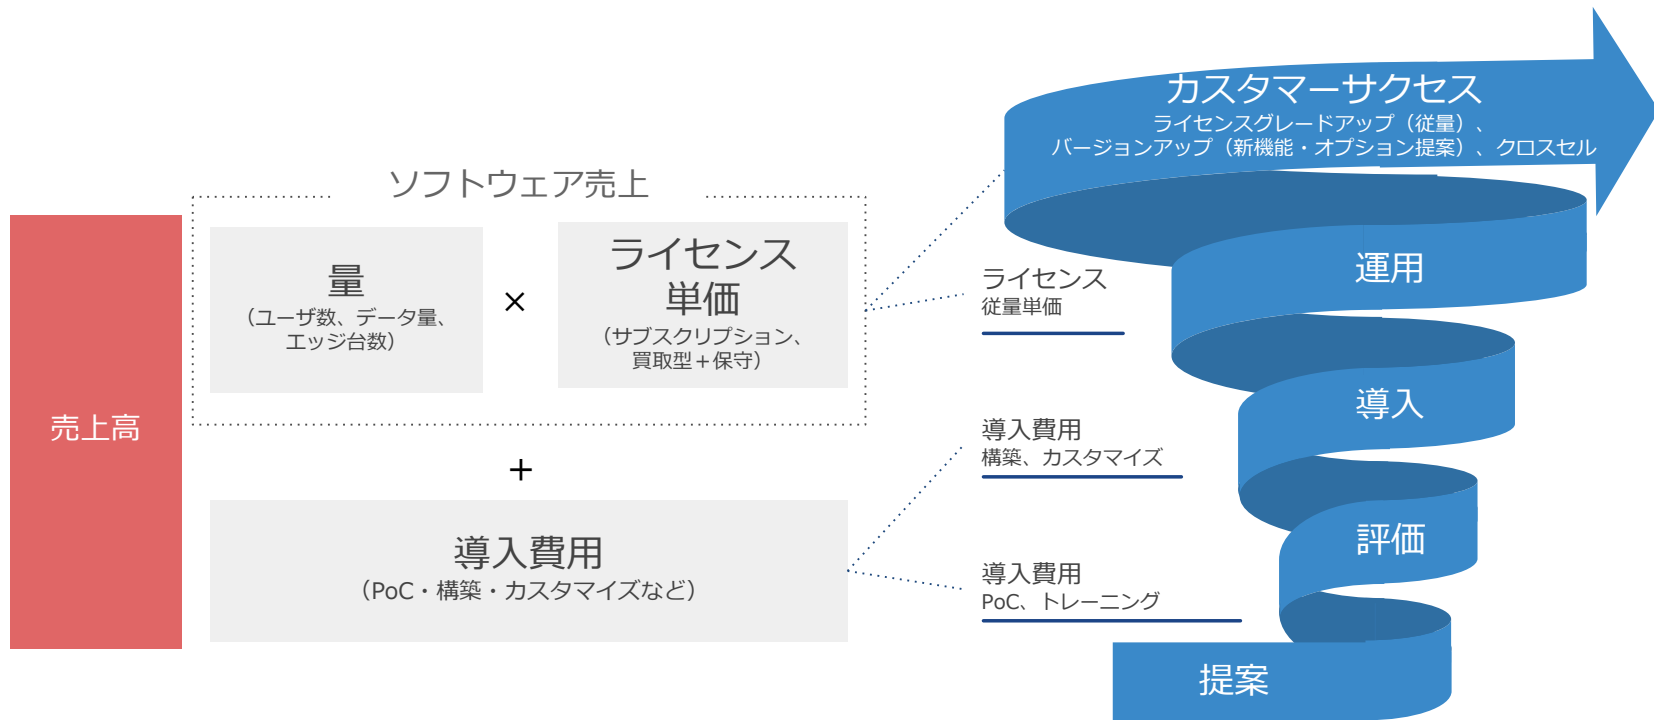 売上高
ソフトウェア売上
量
（ユーザ数、データ量、
エッジ台数）
×
ライセンス
単価
（サブスクリプション、
買取型＋保守）
＋
導入費用
（PoC・構築・カスタマイズなど）
ライセンス
従量単価
導入費用
構築、カスタマイズ
導入費用
PoC、トレーニング
カスタマーサクセス
ライセンスグレードアップ（従量）、
バージョンアップ（新機能・オプション提案）、クロスセル
運用
導入
評価
提案